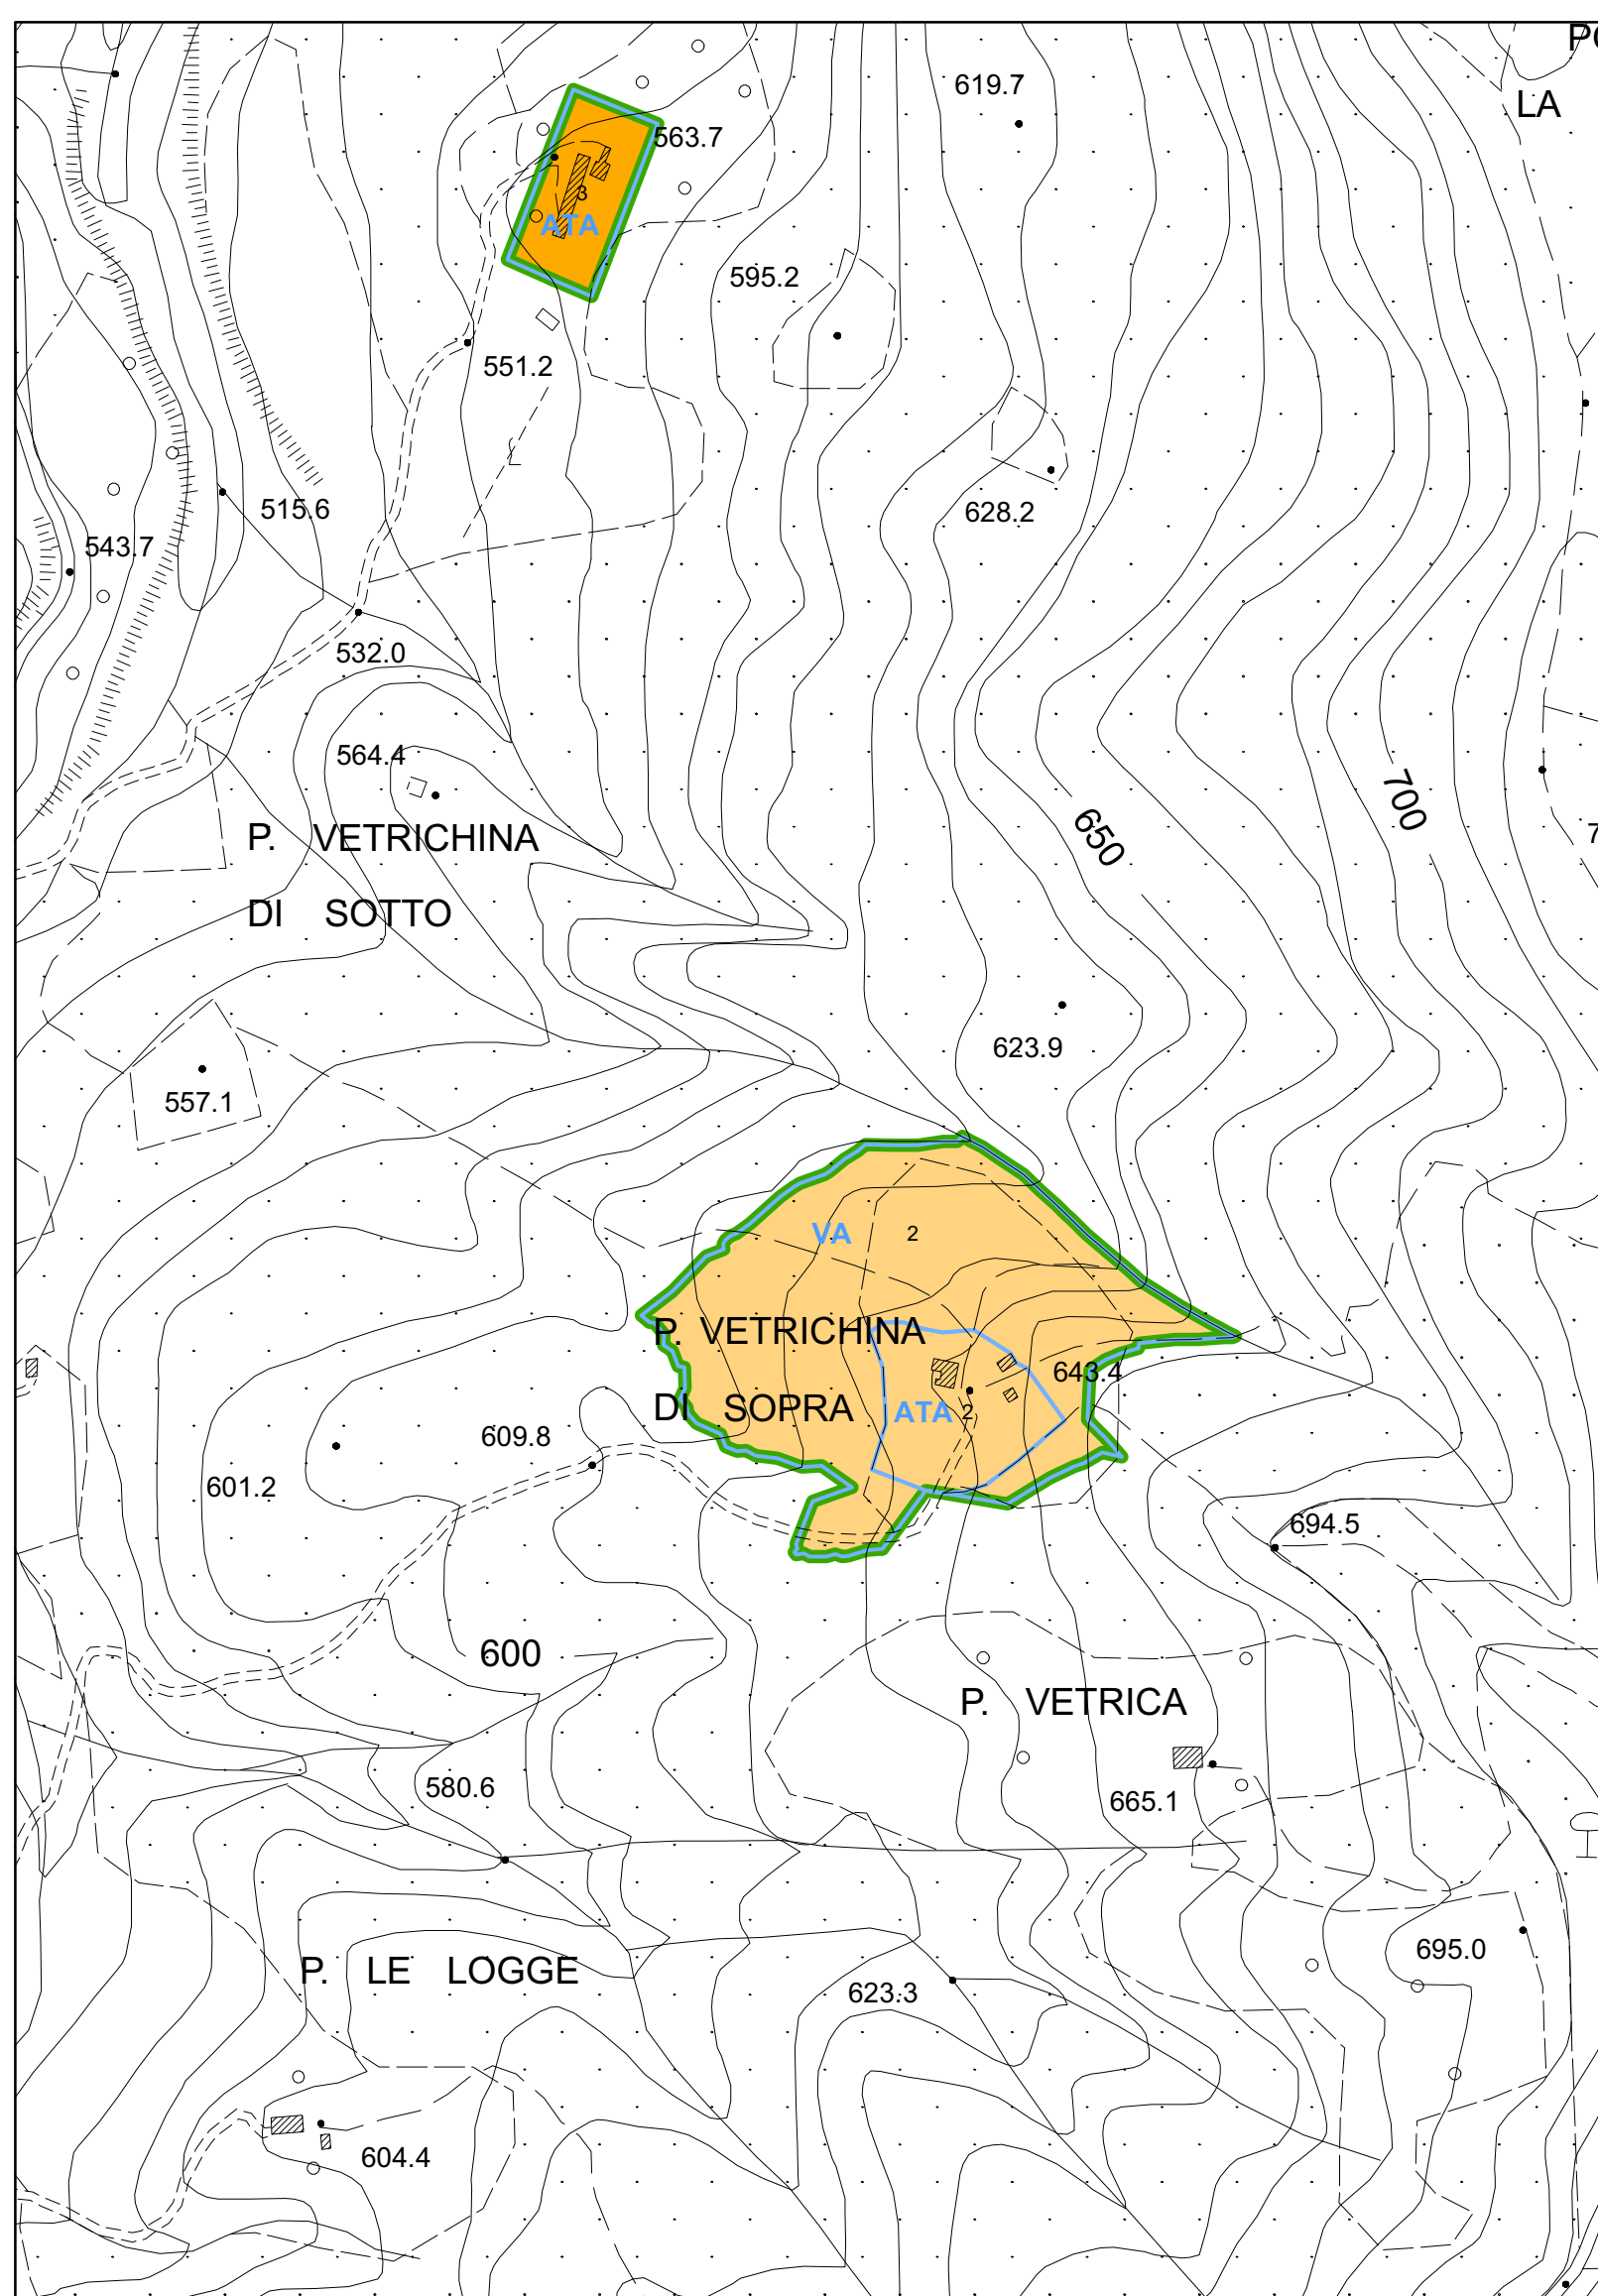 PO
LA
619.7
563.7
3
ATA
595.2
551.2
515.6
628.2
543.7
532.0
564.4
700
650
7
P. VETRICHINA
DI SOTTO
623.9
557.1
VA 2
P. VETRICHINA
643.4
DI SOPRA
ATA 2
609.8
601.2
694.5
600
P. VETRICA
580.6
665.1
695.0
P. LE LOGGE
623.3
604.4